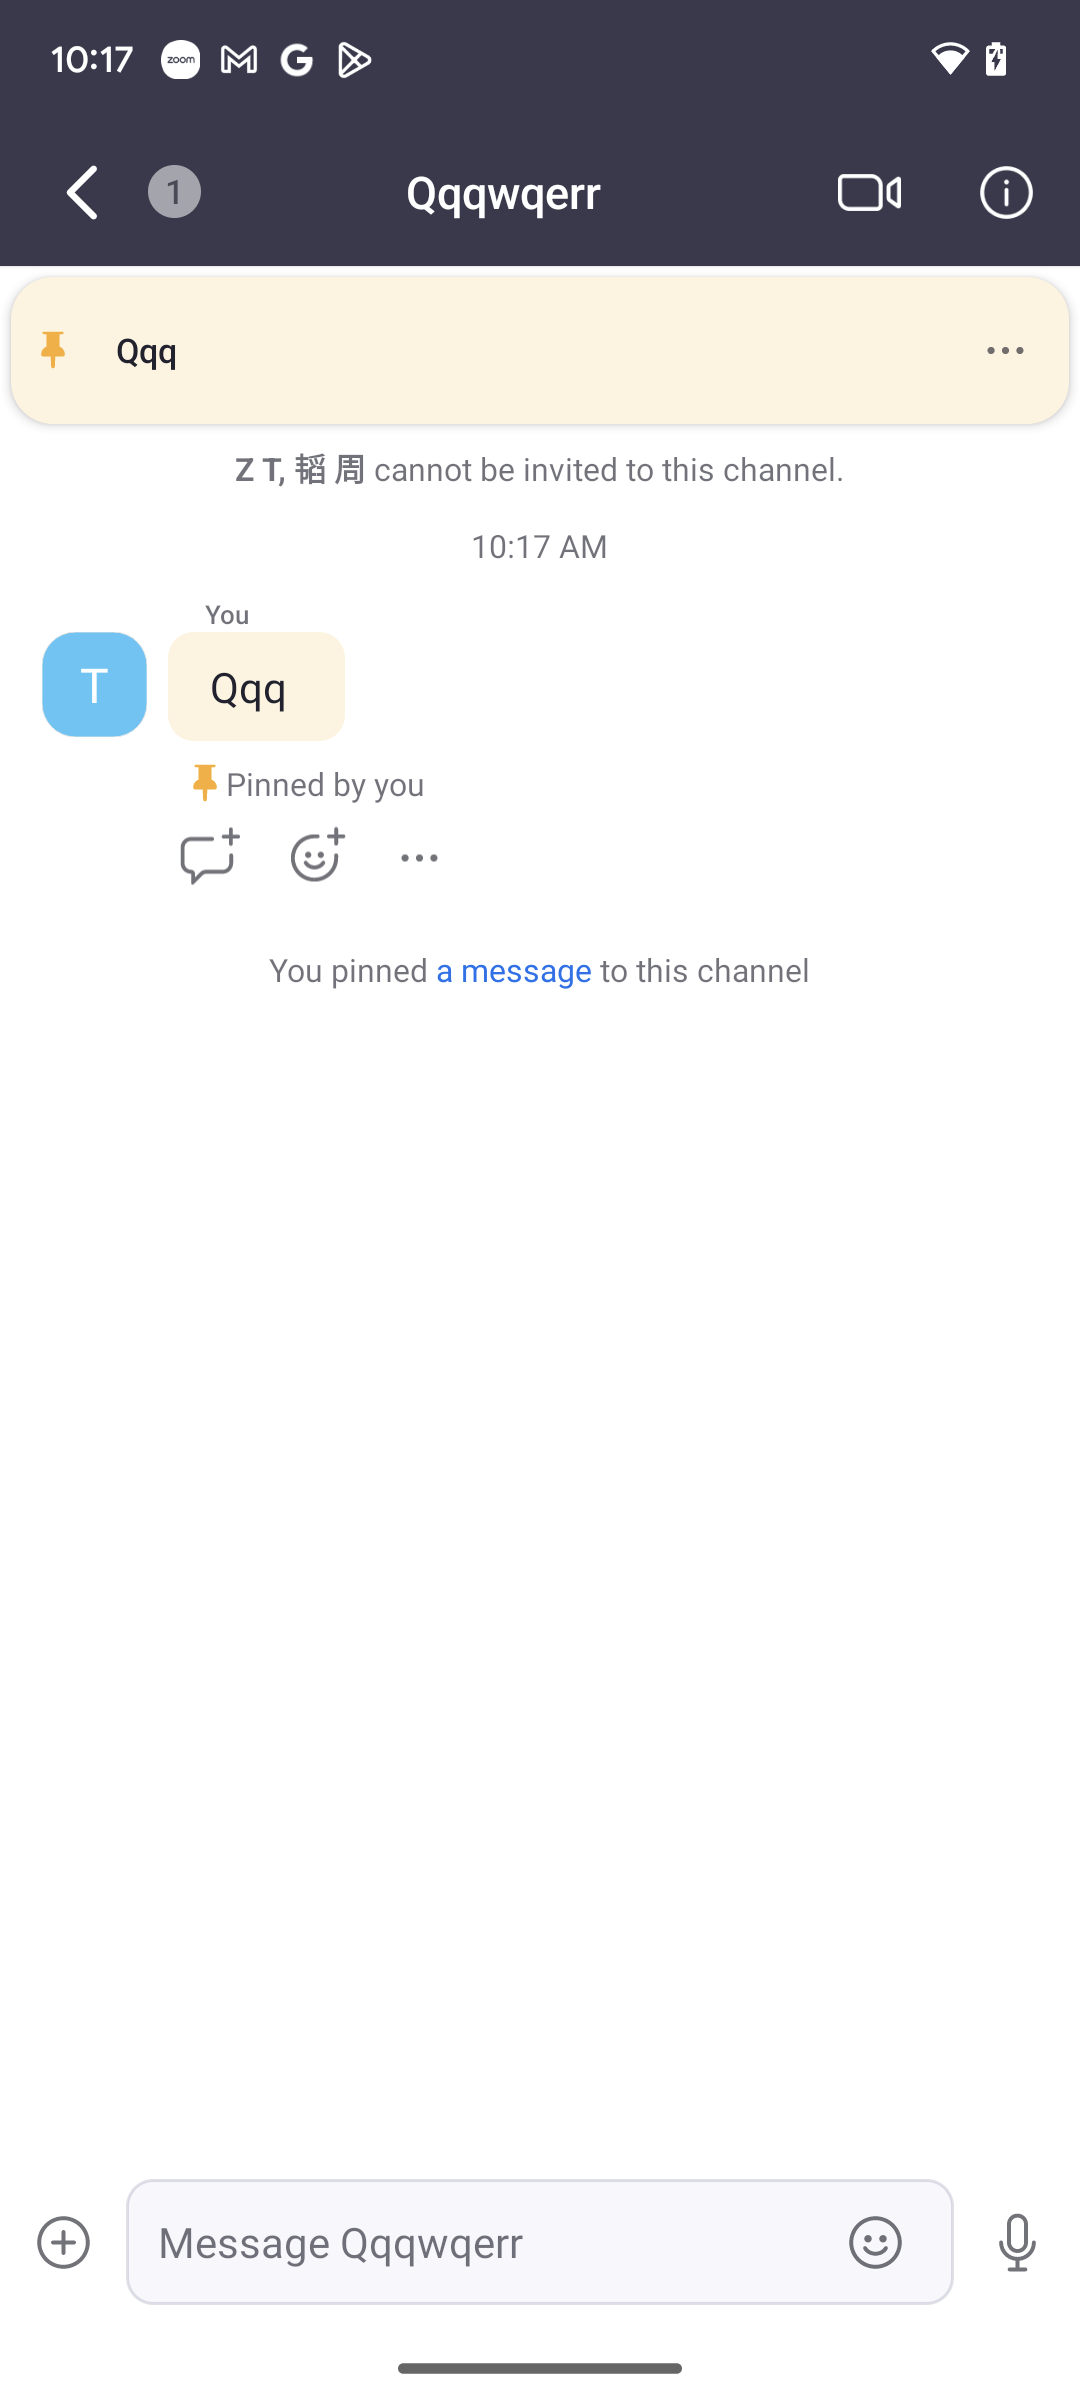 10:17 zoom
1 Qqqwqerr
Qqq
Z T, 韬 周 cannot be invited to this channel.
10:17 AM
You
T
Qqq
Pinned by you
You pinned a message to this channel
Message Qqqwqerr